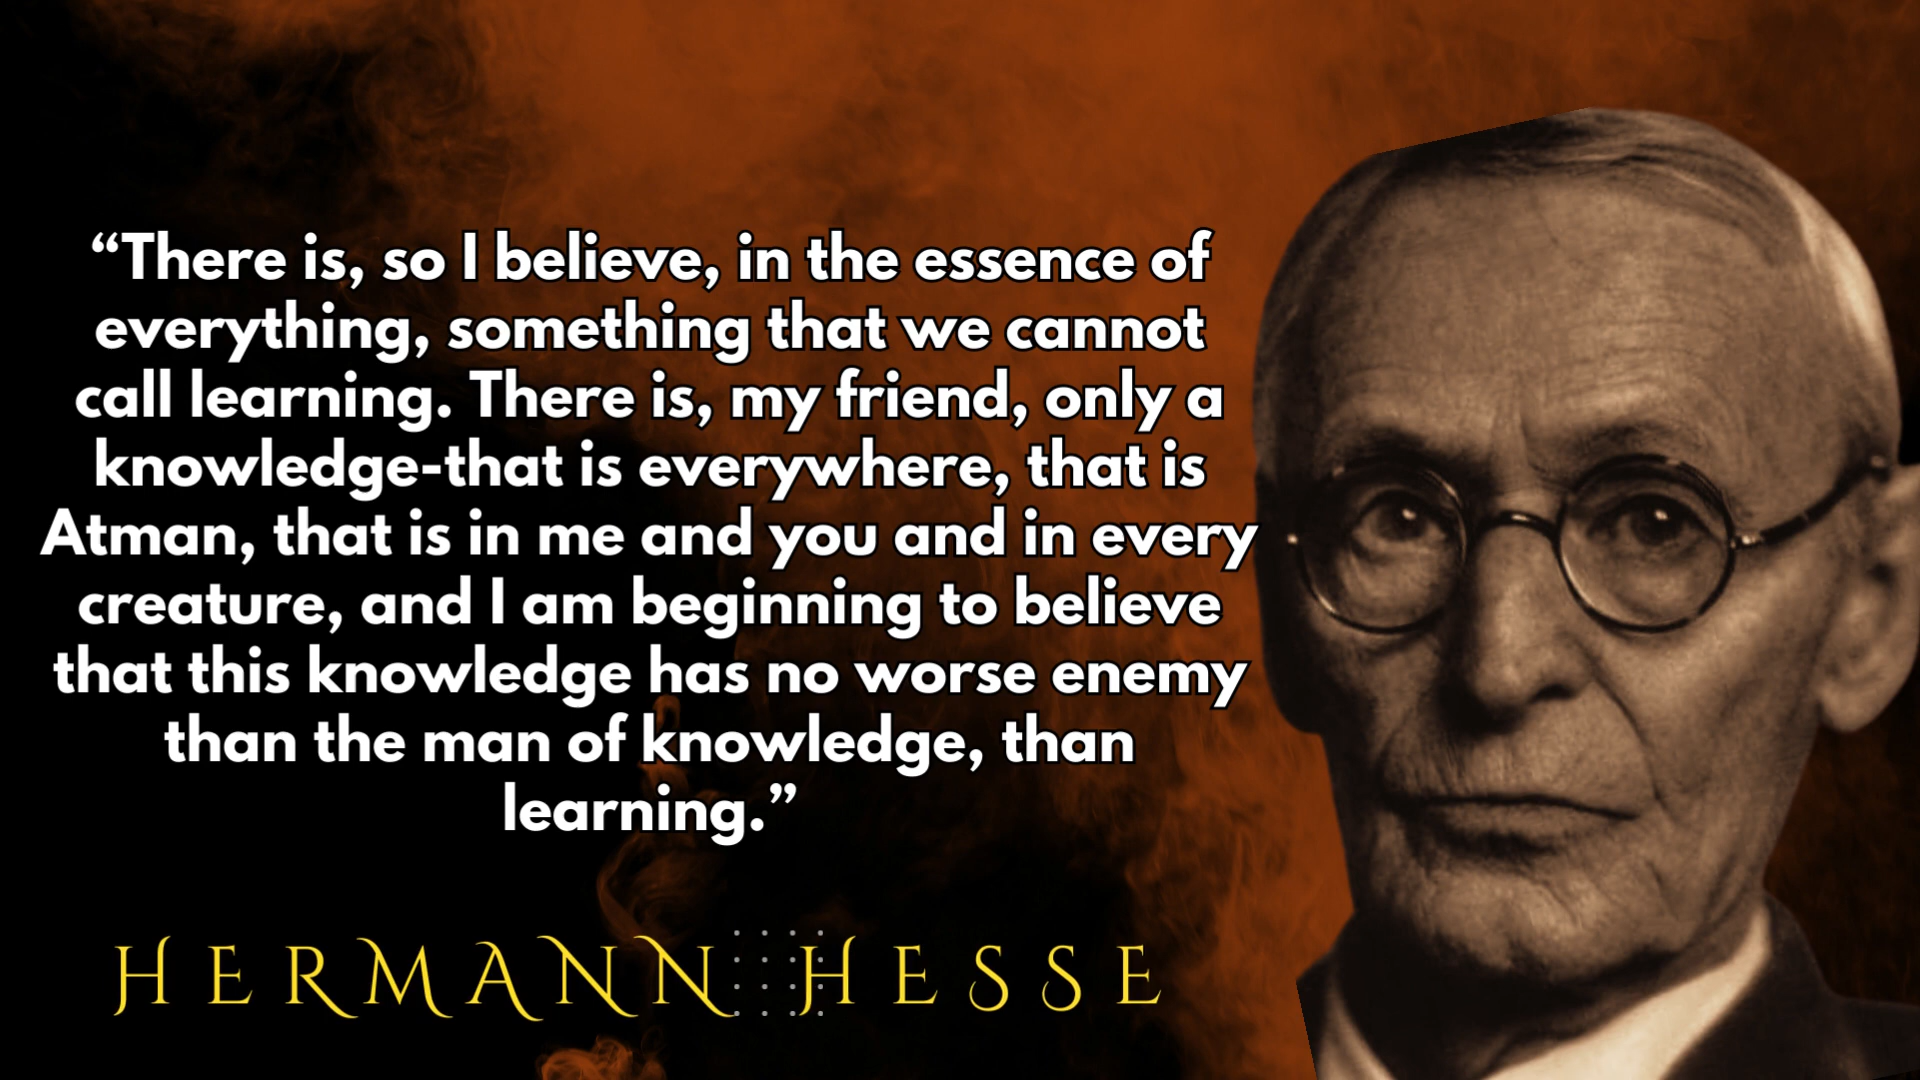 “There is, so I believe, in the essence of
everything, something that we cannot
call learning. There is, my friend, only a
knowledge-that is everywhere, that is
Atman, that is in me and you and in every
creature, and I am beginning to believe
that this knowledge has no worse enemy
than the man of knowledge, than
learning.”
HERMANN HESSE